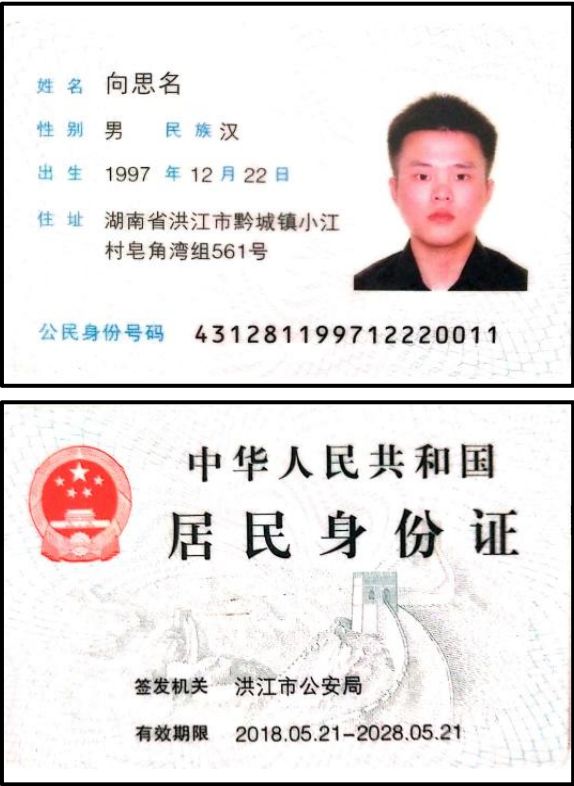 姓名 向思名
性别 男 民族 汉
出生 1997 年 12 月 22 日
住址 湖南省洪江市黔城镇小江
村皂角湾组561号
公民身份号码 431281199712220011
中华人民共和国
居民身份证
签发机关 洪江市公安局
有效期限 2018.05.21-2028.05.21